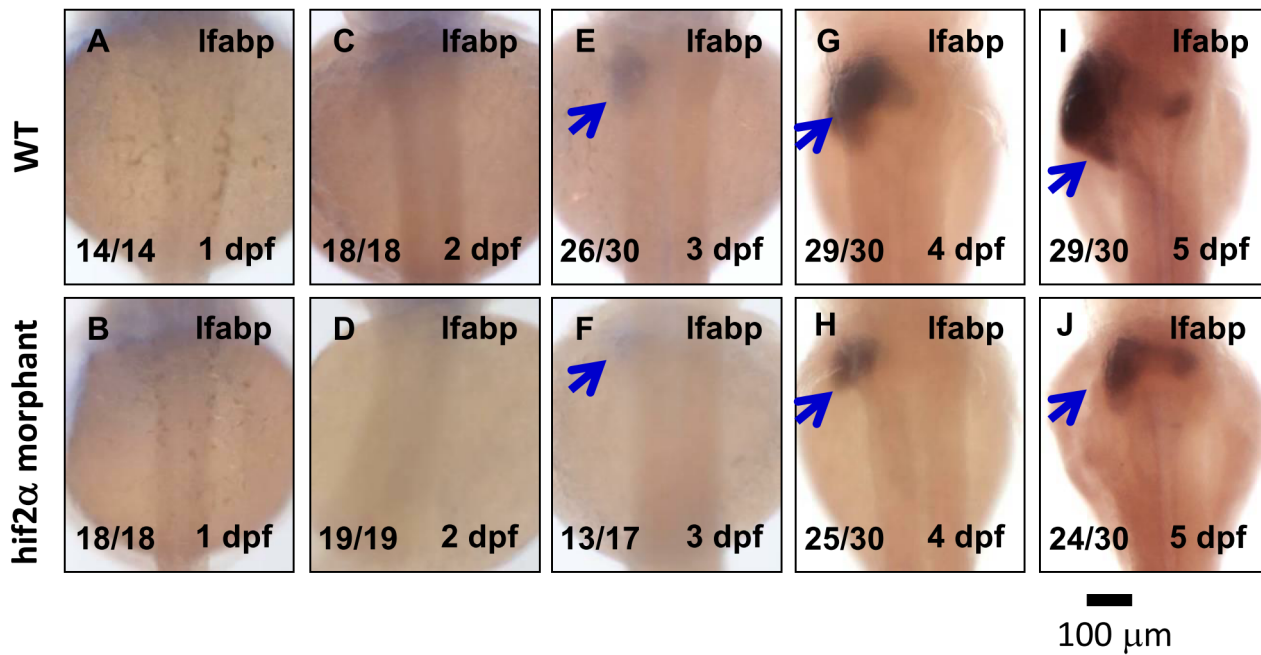 A lfabp
C lfabp
E lfabp
G lfabp
I lfabp
WT
14/14 1 dpf
18/18 2 dpf
26/30 3 dpf
29/30 4 dpf
29/30 5 dpf
B lfabp
D lfabp
F lfabp
H lfabp
J lfabp
hif2α morphant
18/18 1 dpf
19/19 2 dpf
13/17 3 dpf
25/30 4 dpf
24/30 5 dpf
100 μm